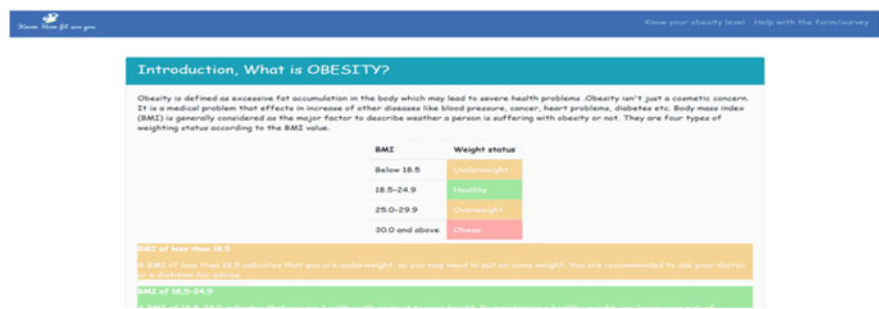 Know How fit are you
Know your obesity level Help with the form/survey
Introduction, What is OBESITY?
Obesity is defined as excessive fat accumulation in the body which may lead to severe health problems .Obesity isn't just a cosmetic concern.
It is a medical problem that effects in increase of other diseases like blood pressure, cancer, heart problems, diabetes etc. Body mass index
(BMI) is generally considered as the major factor to describe weather a person is suffering with obesity or not. They are four types of
weighting status according to the BMI value.
BMI Weight status
Below 18.5 Underweight
18.5-24.9 Healthy
25.0-29.9 Overweight
30.0 and above Obese
BMI of less than 18.5
A BMI of less than 18.5 indicates that you are underweight, so you may need to put on some weight. You are recommended to ask your doctor
or a dietitian for advice.
BMI of 18.5-24.9